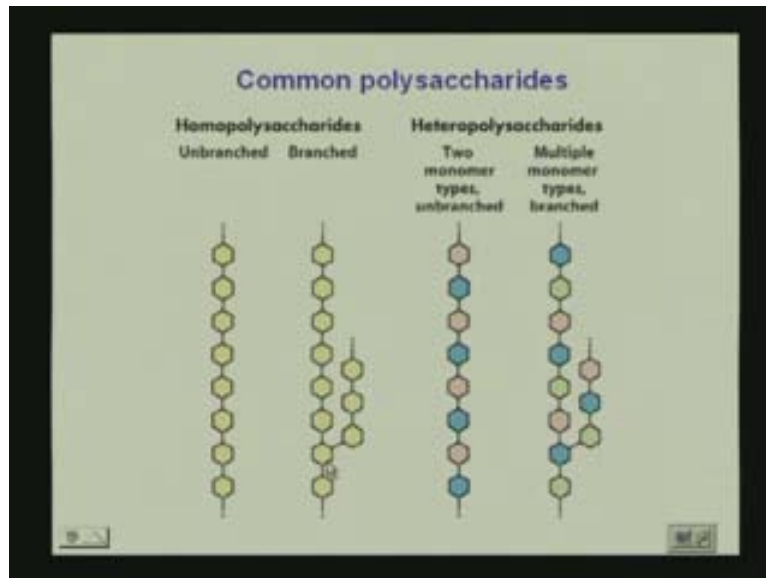 Common polysaccharides
Homopolysaccharides
Unbranched Branched
Heteropolysaccharides
Two
monomer
types,
unbranched
Multiple
monomer
types,
branched